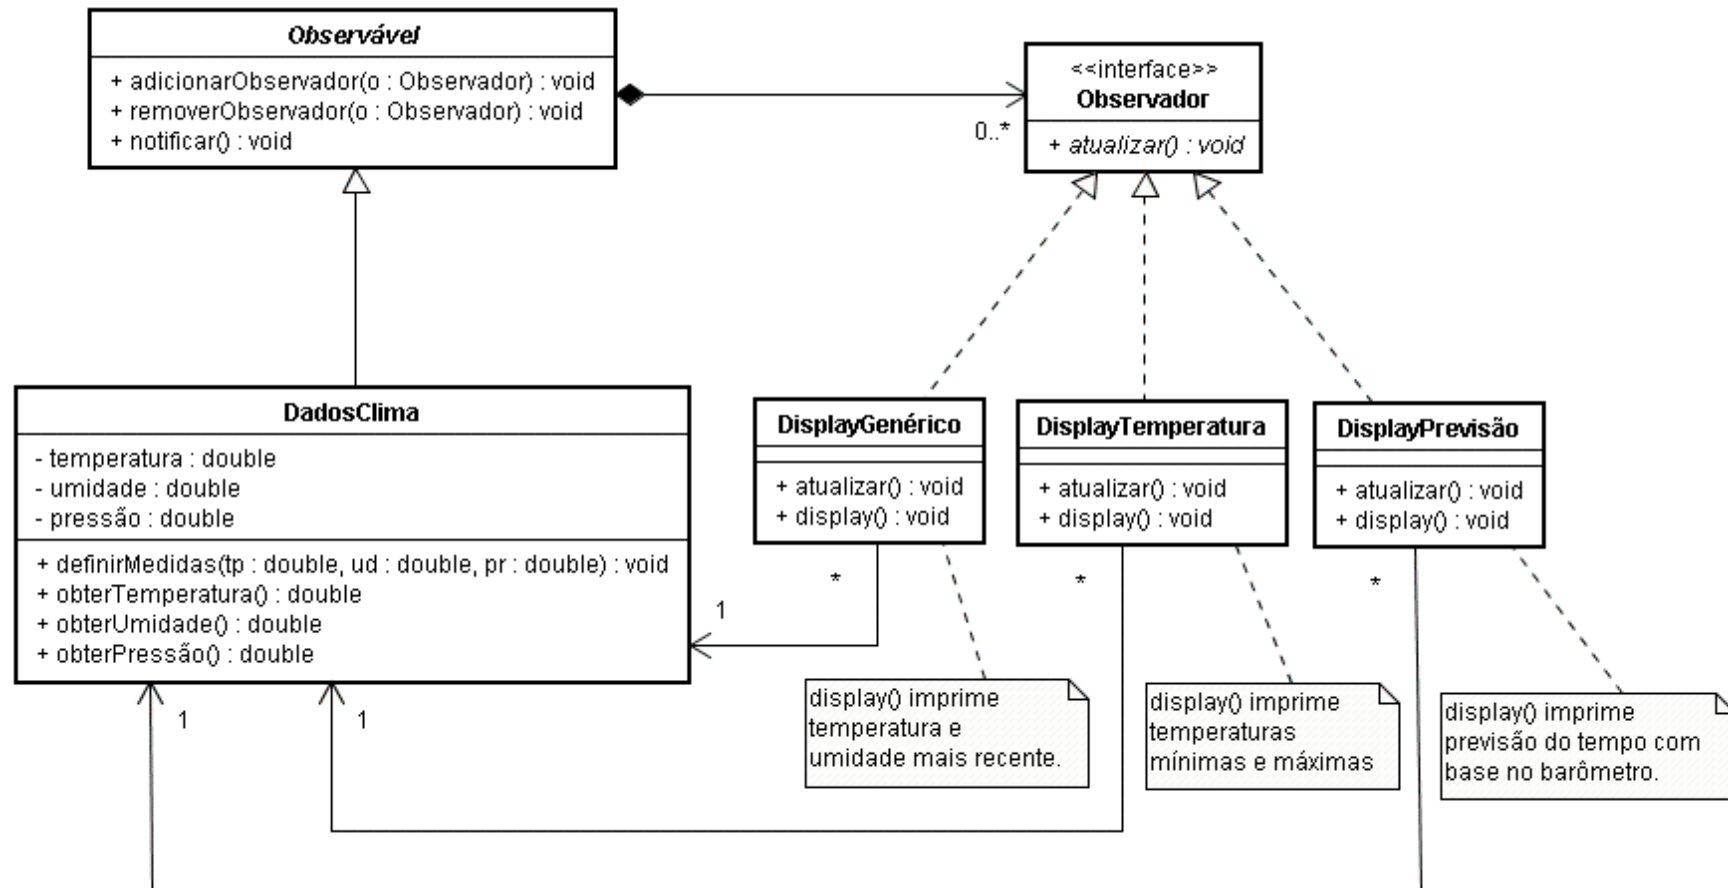 Observável
+ adicionarObservador(o : Observador) : void
+ removerObservador(o : Observador) : void
+ notificar() : void
<<interface>>
Observador
+ atualizar() : void
0..*
DadosClima
- temperatura : double
- umidade : double
- pressão : double
+ definirMedidas(tp : double, ud : double, pr : double) : void
+ obterTemperatura() : double
+ obterUmidade() : double
+ obterPressão() : double
DisplayGenérico
+ atualizar() : void
+ display() : void
DisplayTemperatura
+ atualizar() : void
+ display() : void
DisplayPrevisão
+ atualizar() : void
+ display() : void
*
*
*
1
1
1
display() imprime
temperatura e
umidade mais recente.
display() imprime
temperaturas
mínimas e máximas
display() imprime
previsão do tempo com
base no barômetro.